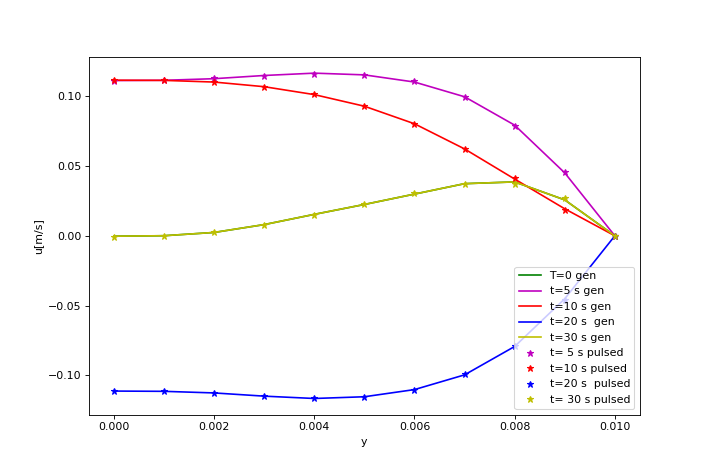 0.10
0.05
0.00
−0.05
−0.10
u[m/s]
0.000
0.002
0.004
0.006
0.008
0.010
y
T=0 gen
t=5 s gen
t=10 s gen
t=20 s  gen
t=30 s gen
t= 5 s pulsed
t=10 s pulsed
t=20 s  pulsed
t= 30 s pulsed